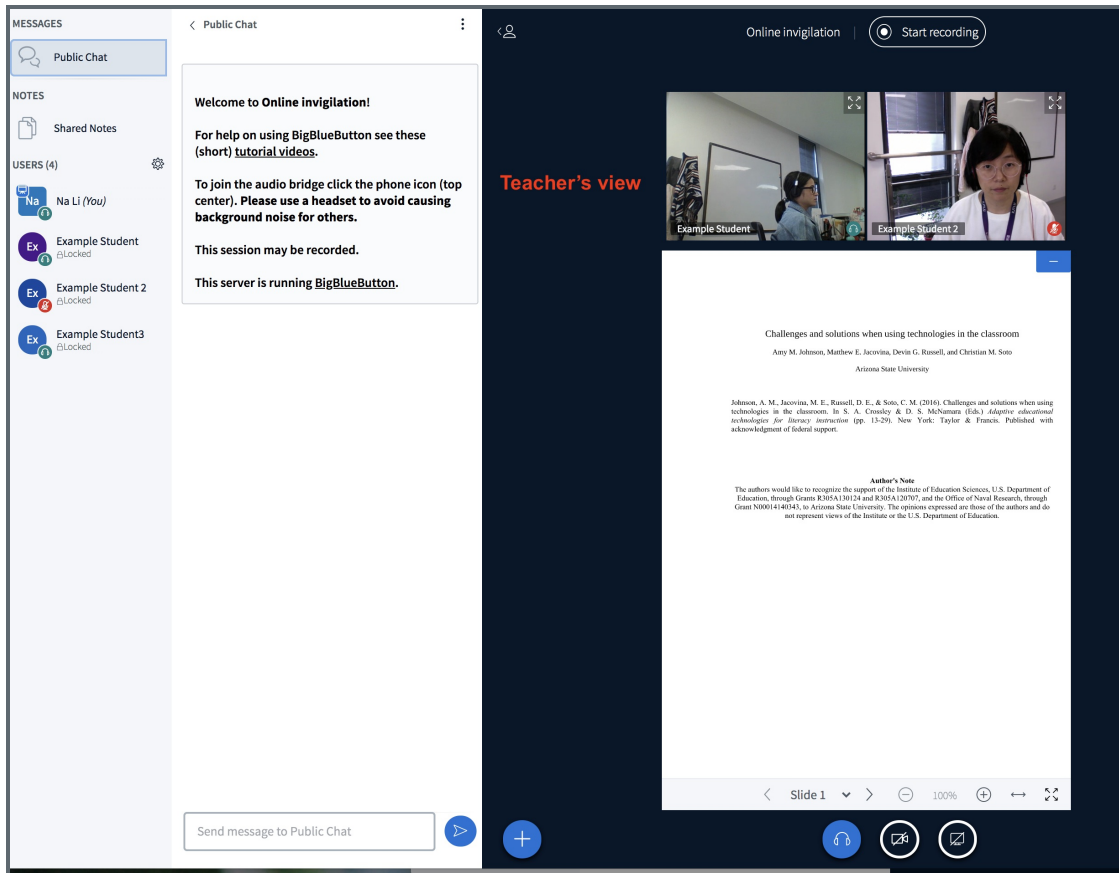 MESSAGES
Public Chat
NOTES
Shared Notes
USERS (4)
Na
Na Li (You)
Ex
Example Student
Locked
Ex
Example Student 2
Locked
Ex
Example Student3
Locked
Public Chat
Welcome to Online invigilation!
For help on using BigBlueButton see these
(short) tutorial videos.
To join the audio bridge click the phone icon (top
center). Please use a headset to avoid causing
background noise for others.
This session may be recorded.
This server is running BigBlueButton.
Send message to Public Chat
Online invigilation
Start recording
Teacher's view
Example Student
Example Student 2
Challenges and solutions when using technologies in the classroom
Amy M. Johnson, Matthew E. Jacovina, Devin G. Russell, and Christian M. Soto
Arizona State University
Johnson, A. M., Jacovina, M. E., Russell, D. E., & Soto, C. M. (2016). Challenges and solutions when using
technologies in the classroom. In S. A. Crossley & D. S. McNamara (Eds.) Adaptive educational
technologies for literacy instruction (pp. 13-29). New York: Taylor & Francis. Published with
acknowledgment of federal support.
Author's Note
The authors would like to recognize the support of the Institute of Education Sciences, U.S. Department of
Education, through Grants R305A130124 and R305A120707, and the Office of Naval Research, through
Grant N00014140343, to Arizona State University. The opinions expressed are those of the authors and do
not represent views of the Institute or the U.S. Department of Education.
Slide 1
100%